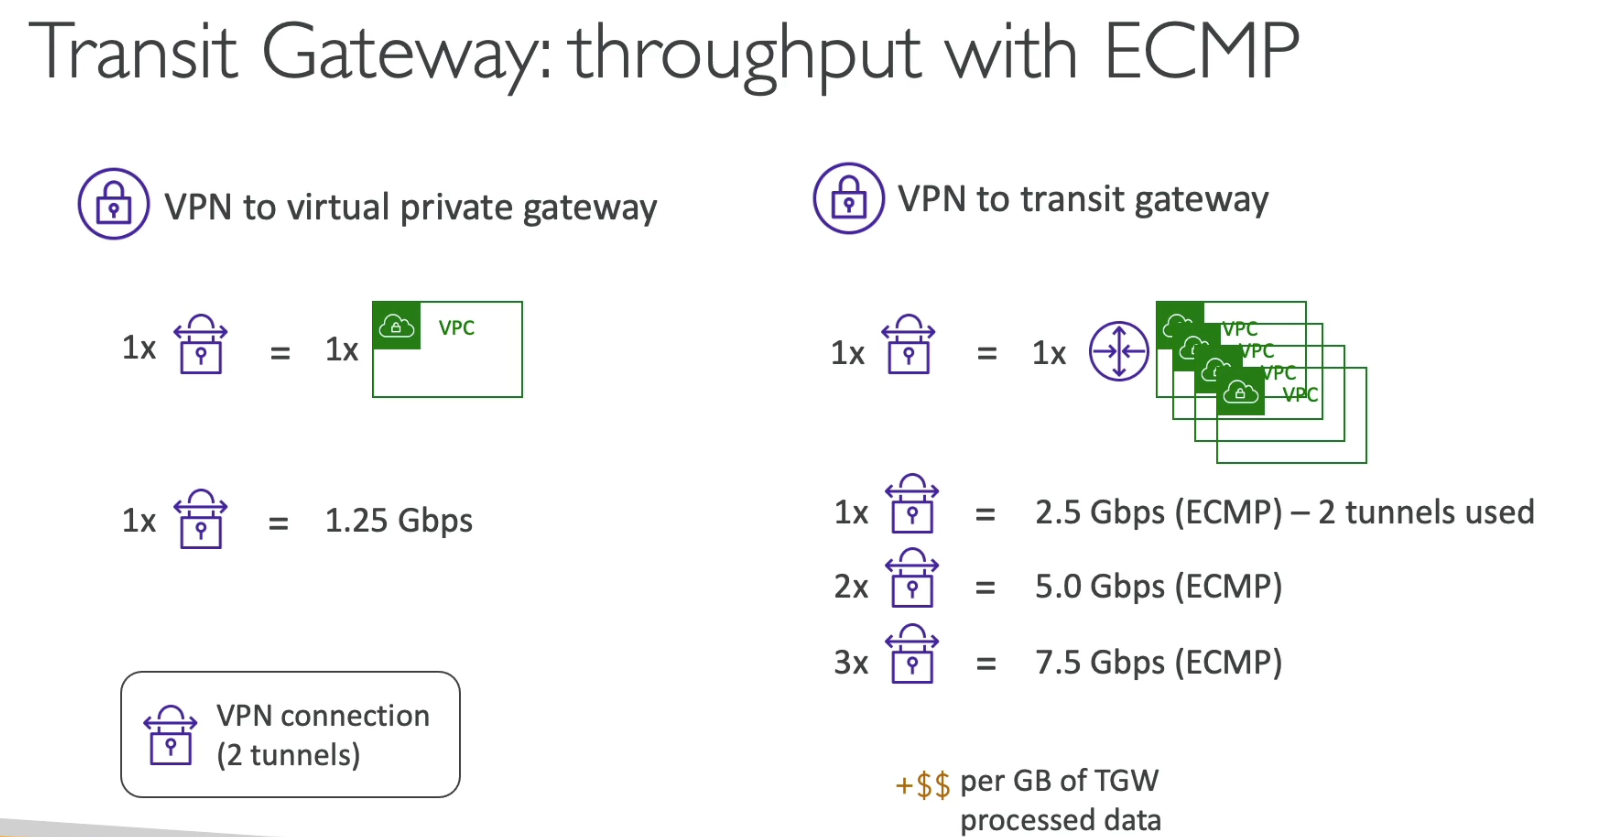 Transit Gateway: throughput with ECMP
VPN to virtual private gateway
1x = 1x VPC
1x = 1.25 Gbps
VPN connection
(2 tunnels)
VPN to transit gateway
1x = 1x VPC
VPC
VPC
VPC
1x = 2.5 Gbps (ECMP) – 2 tunnels used
2x = 5.0 Gbps (ECMP)
3x = 7.5 Gbps (ECMP)
+$$ per GB of TGW
processed data